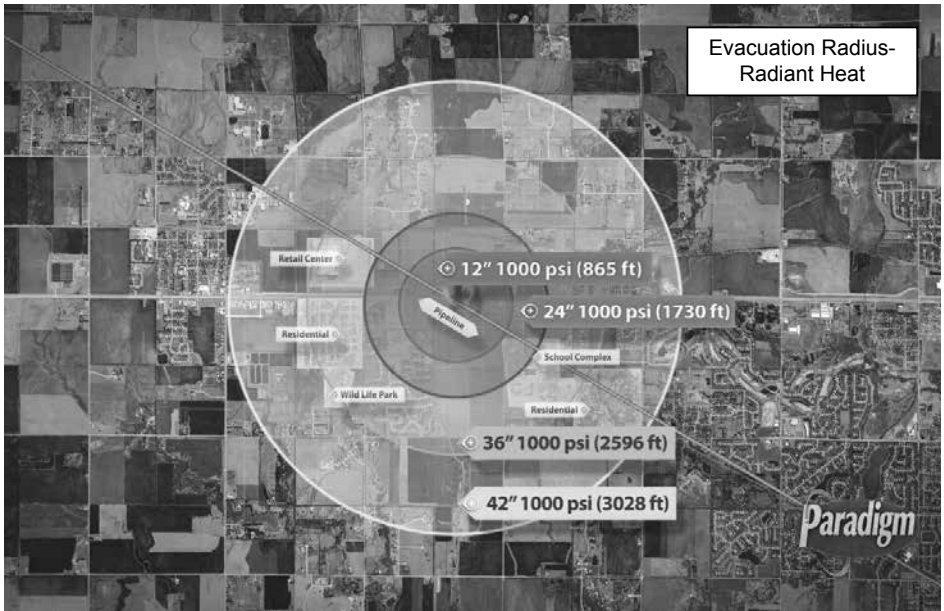 Evacuation Radius-
Radiant Heat
Retail Center
12” 1000 psi (865 ft)
24” 1000 psi (1730 ft)
Pipeline
Residential
School Complex
Wild Life Park
Residential
36” 1000 psi (2596 ft)
42” 1000 psi (3028 ft)
Paradigm